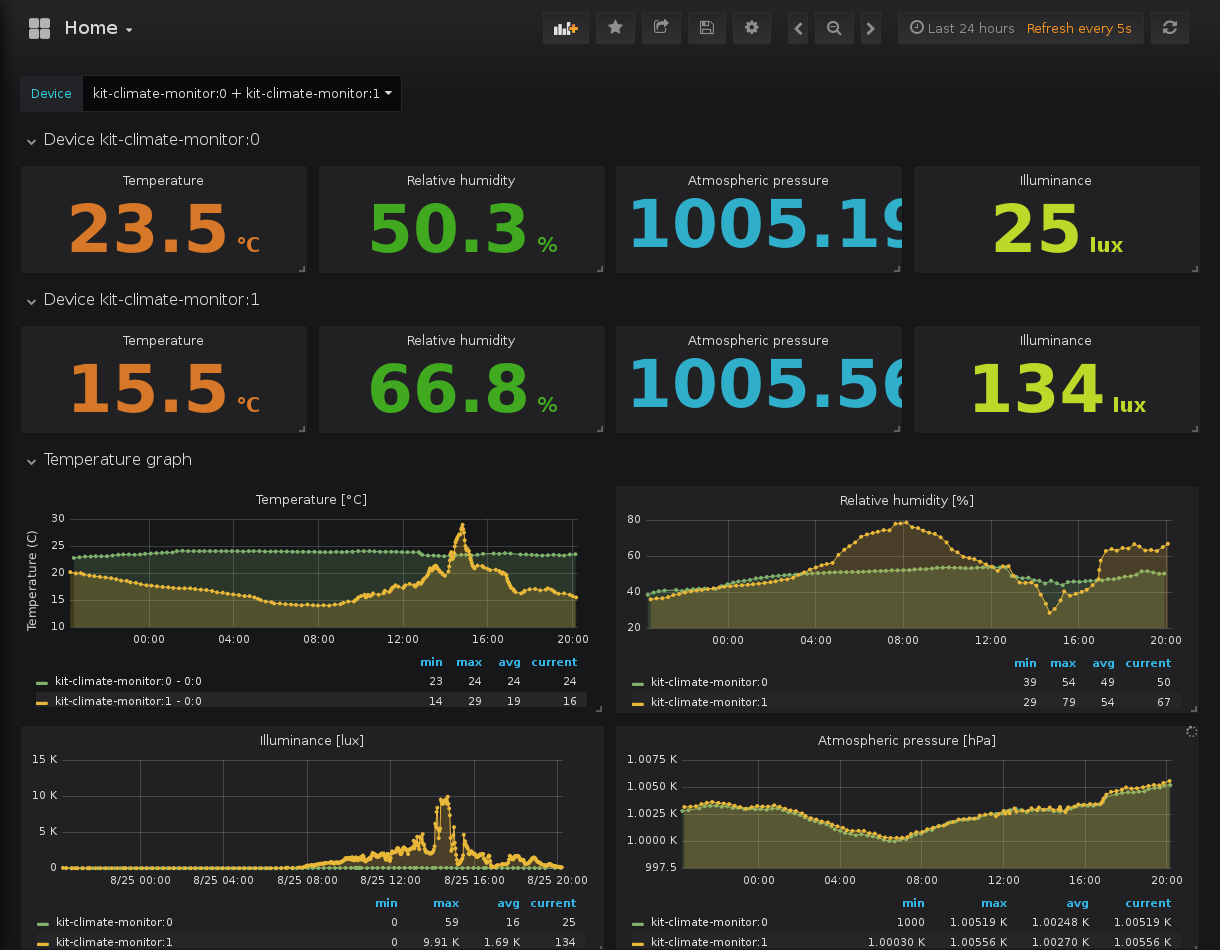 Home
Last 24 hours Refresh every 5s
Device kit-climate-monitor:0 + kit-climate-monitor:1
Device kit-climate-monitor:0
Temperature Relative humidity Atmospheric pressure Illuminance
23.5 °C 50.3 % 1005.19 25 lux
Device kit-climate-monitor:1
Temperature Relative humidity Atmospheric pressure Illuminance
15.5 °C 66.8 % 1005.56 134 lux
Temperature graph
Temperature [°C]
Temperature (C)
30
25
20
15
10
00:00 04:00 08:00 12:00 16:00 20:00
min max avg current
kit-climate-monitor:0 - 0:0 23 24 24 24
kit-climate-monitor:1 - 0:0 14 29 19 16
Relative humidity [%]
80
60
40
20
00:00 04:00 08:00 12:00 16:00 20:00
min max avg current
kit-climate-monitor:0 39 54 49 50
kit-climate-monitor:1 29 79 54 67
Illuminance [lux]
15 K
10 K
5 K
0
8/25 00:00 8/25 04:00 8/25 08:00 8/25 12:00 8/25 16:00 8/25 20:00
min max avg current
kit-climate-monitor:0 0 59 16 25
kit-climate-monitor:1 0 9.91 K 1.69 K 134
Atmospheric pressure [hPa]
1.0075 K
1.0050 K
1.0025 K
1.0000 K
997.5
00:00 04:00 08:00 12:00 16:00 20:00
min max avg current
kit-climate-monitor:0 1000 1.00519 K 1.00248 K 1.00519 K
kit-climate-monitor:1 1.00030 K 1.00556 K 1.00270 K 1.00556 K